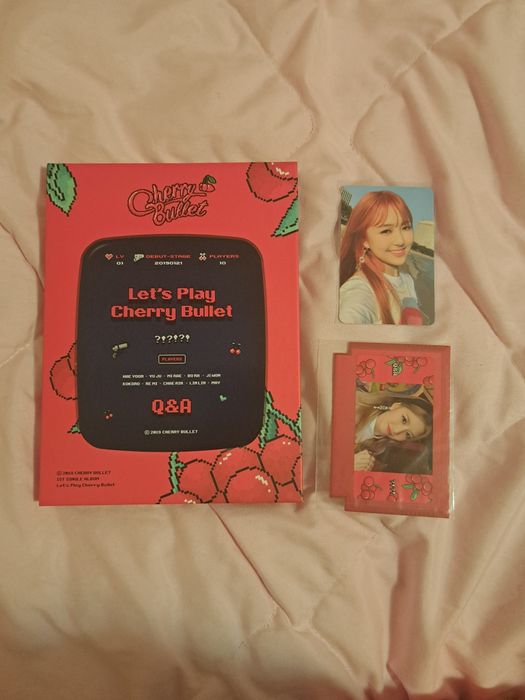 Cherry
Bullet
LV. DEBUT-STAGE PLAYERS
01 20190121 10
Let's Play
Cherry Bullet
?!?!?!
PLAYERS
HAE YOON · YU JU · MI RAE · BO RA · JI WON
KOKORO · RE MI · CHAE RIN · LIN LIN · MAY
Q&A
© 2019 CHERRY BULLET
© 2019 CHERRY BULLET
1ST SINGLE ALBUM
Let's Play Cherry Bullet